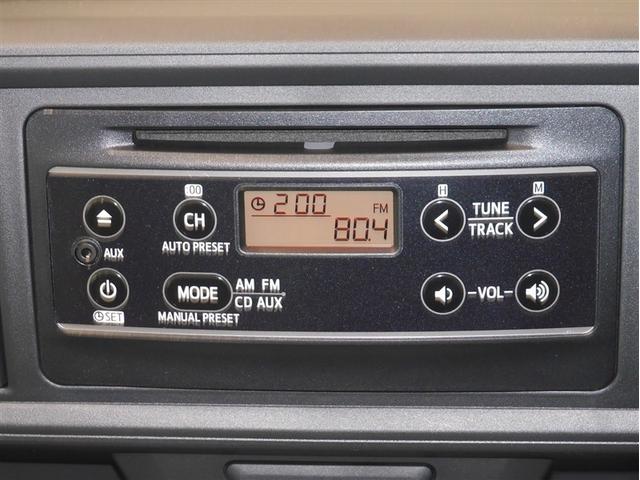 :00
CH
AUTO PRESET
AUX
SET
MODE
AM FM
CD AUX
MANUAL PRESET
2 00
FM
80.4
H
M
TUNE
TRACK
VOL